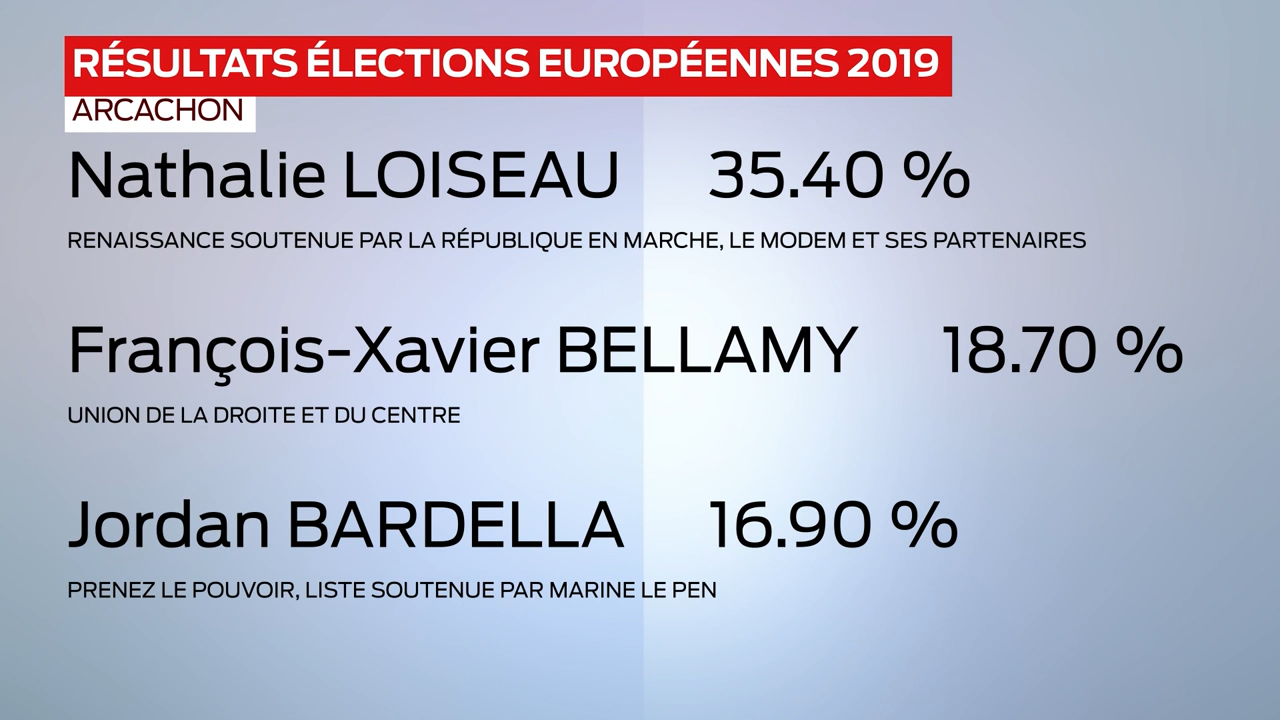 RÉSULTATS ÉLECTIONS EUROPÉENNES 2019
ARCACHON
Nathalie LOISEAU 35.40 %
RENAISSANCE SOUTENUE PAR LA RÉPUBLIQUE EN MARCHE, LE MODEM ET SES PARTENAIRES
François-Xavier BELLAMY 18.70 %
UNION DE LA DROITE ET DU CENTRE
Jordan BARDELLA 16.90 %
PRENEZ LE POUVOIR, LISTE SOUTENUE PAR MARINE LE PEN